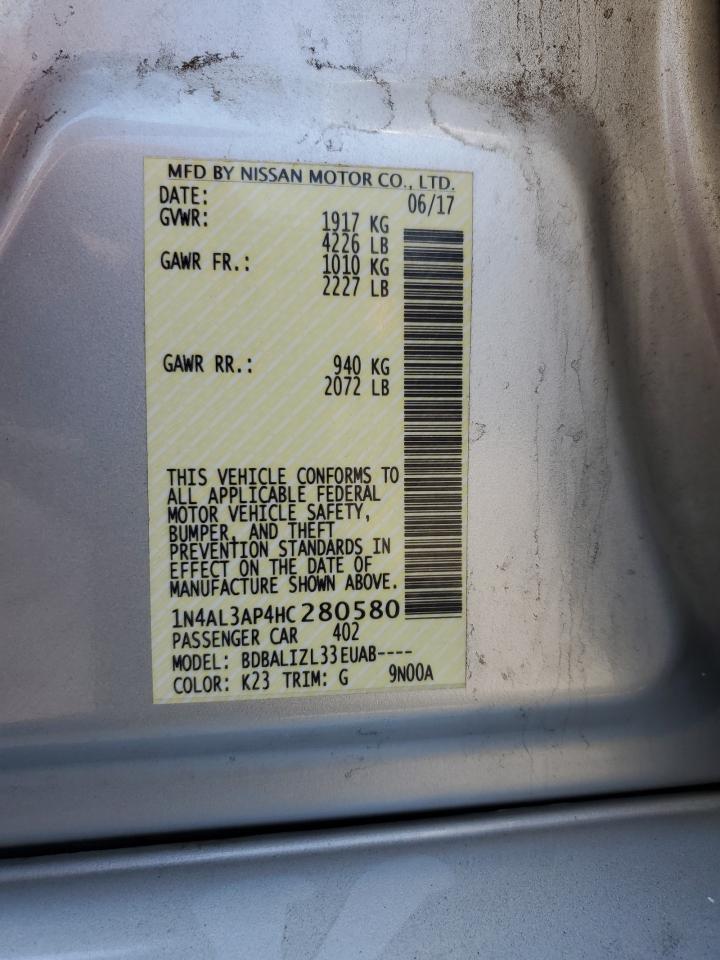 MFD BY NISSAN MOTOR CO., LTD.
DATE: 06/17
GVWR: 1917 KG
4226 LB
GAWR FR.: 1010 KG
2227 LB
GAWR RR.: 940 KG
2072 LB
THIS VEHICLE CONFORMS TO
ALL APPLICABLE FEDERAL
MOTOR VEHICLE SAFETY,
BUMPER, AND THEFT
PREVENTION STANDARDS IN
EFFECT ON THE DATE OF
MANUFACTURE SHOWN ABOVE.
1N4AL3AP4HC280580
PASSENGER CAR 402
MODEL: BDBALIZL33EUAB----
COLOR: K23 TRIM: G 9N00A